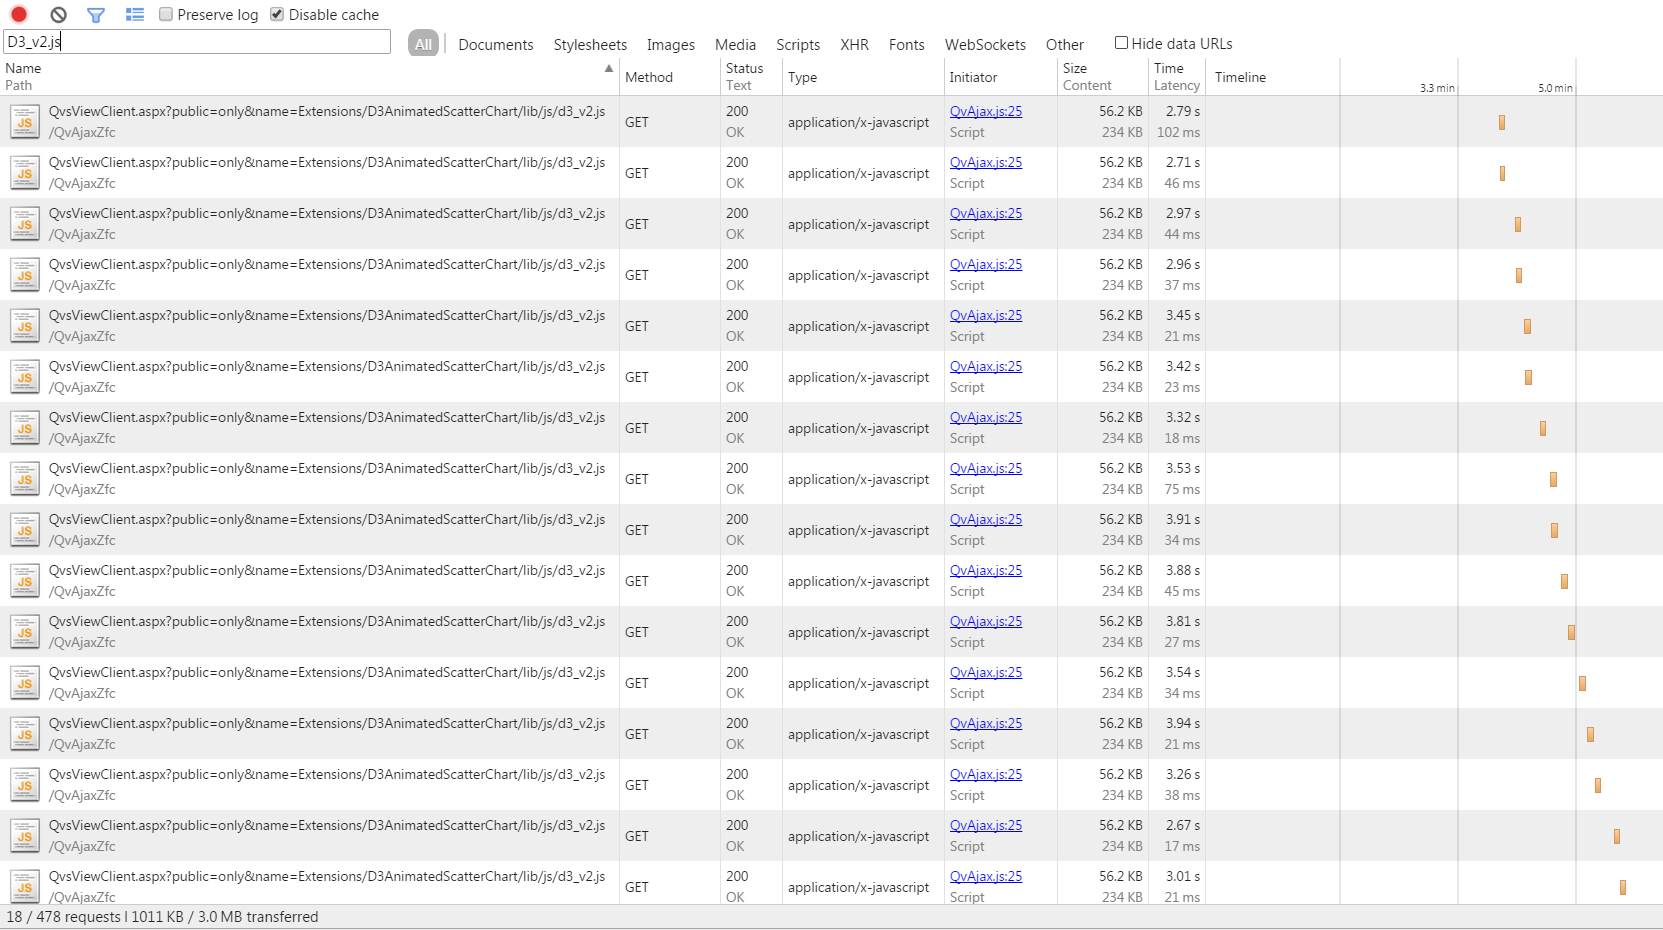 Preserve log Disable cache
D3_v2.js All Documents Stylesheets Images Media Scripts XHR Fonts WebSockets Other Hide data URLs
Name Method Status Type Initiator Size Time Timeline
Path Text Content Latency 3.3 min 5.0 min
QvsViewClient.aspx?public=only&name=Extensions/D3AnimatedScatterChart/lib/js/d3_v2.js GET 200 application/x-javascript QvAjax.js:25 56.2 KB 2.79 s
JS /QvAjaxZfc OK Script 234 KB 102 ms
QvsViewClient.aspx?public=only&name=Extensions/D3AnimatedScatterChart/lib/js/d3_v2.js GET 200 application/x-javascript QvAjax.js:25 56.2 KB 2.71 s
JS /QvAjaxZfc OK Script 234 KB 46 ms
QvsViewClient.aspx?public=only&name=Extensions/D3AnimatedScatterChart/lib/js/d3_v2.js GET 200 application/x-javascript QvAjax.js:25 56.2 KB 2.97 s
JS /QvAjaxZfc OK Script 234 KB 44 ms
QvsViewClient.aspx?public=only&name=Extensions/D3AnimatedScatterChart/lib/js/d3_v2.js GET 200 application/x-javascript QvAjax.js:25 56.2 KB 2.96 s
JS /QvAjaxZfc OK Script 234 KB 37 ms
QvsViewClient.aspx?public=only&name=Extensions/D3AnimatedScatterChart/lib/js/d3_v2.js GET 200 application/x-javascript QvAjax.js:25 56.2 KB 3.45 s
JS /QvAjaxZfc OK Script 234 KB 21 ms
QvsViewClient.aspx?public=only&name=Extensions/D3AnimatedScatterChart/lib/js/d3_v2.js GET 200 application/x-javascript QvAjax.js:25 56.2 KB 3.42 s
JS /QvAjaxZfc OK Script 234 KB 23 ms
QvsViewClient.aspx?public=only&name=Extensions/D3AnimatedScatterChart/lib/js/d3_v2.js GET 200 application/x-javascript QvAjax.js:25 56.2 KB 3.32 s
JS /QvAjaxZfc OK Script 234 KB 18 ms
QvsViewClient.aspx?public=only&name=Extensions/D3AnimatedScatterChart/lib/js/d3_v2.js GET 200 application/x-javascript QvAjax.js:25 56.2 KB 3.53 s
JS /QvAjaxZfc OK Script 234 KB 75 ms
QvsViewClient.aspx?public=only&name=Extensions/D3AnimatedScatterChart/lib/js/d3_v2.js GET 200 application/x-javascript QvAjax.js:25 56.2 KB 3.91 s
JS /QvAjaxZfc OK Script 234 KB 34 ms
QvsViewClient.aspx?public=only&name=Extensions/D3AnimatedScatterChart/lib/js/d3_v2.js GET 200 application/x-javascript QvAjax.js:25 56.2 KB 3.88 s
JS /QvAjaxZfc OK Script 234 KB 45 ms
QvsViewClient.aspx?public=only&name=Extensions/D3AnimatedScatterChart/lib/js/d3_v2.js GET 200 application/x-javascript QvAjax.js:25 56.2 KB 3.81 s
JS /QvAjaxZfc OK Script 234 KB 27 ms
QvsViewClient.aspx?public=only&name=Extensions/D3AnimatedScatterChart/lib/js/d3_v2.js GET 200 application/x-javascript QvAjax.js:25 56.2 KB 3.54 s
JS /QvAjaxZfc OK Script 234 KB 34 ms
QvsViewClient.aspx?public=only&name=Extensions/D3AnimatedScatterChart/lib/js/d3_v2.js GET 200 application/x-javascript QvAjax.js:25 56.2 KB 3.94 s
JS /QvAjaxZfc OK Script 234 KB 21 ms
QvsViewClient.aspx?public=only&name=Extensions/D3AnimatedScatterChart/lib/js/d3_v2.js GET 200 application/x-javascript QvAjax.js:25 56.2 KB 3.26 s
JS /QvAjaxZfc OK Script 234 KB 38 ms
QvsViewClient.aspx?public=only&name=Extensions/D3AnimatedScatterChart/lib/js/d3_v2.js GET 200 application/x-javascript QvAjax.js:25 56.2 KB 2.67 s
JS /QvAjaxZfc OK Script 234 KB 17 ms
QvsViewClient.aspx?public=only&name=Extensions/D3AnimatedScatterChart/lib/js/d3_v2.js GET 200 application/x-javascript QvAjax.js:25 56.2 KB 3.01 s
JS /QvAjaxZfc OK Script 234 KB 21 ms
18 / 478 requests | 1011 KB / 3.0 MB transferred